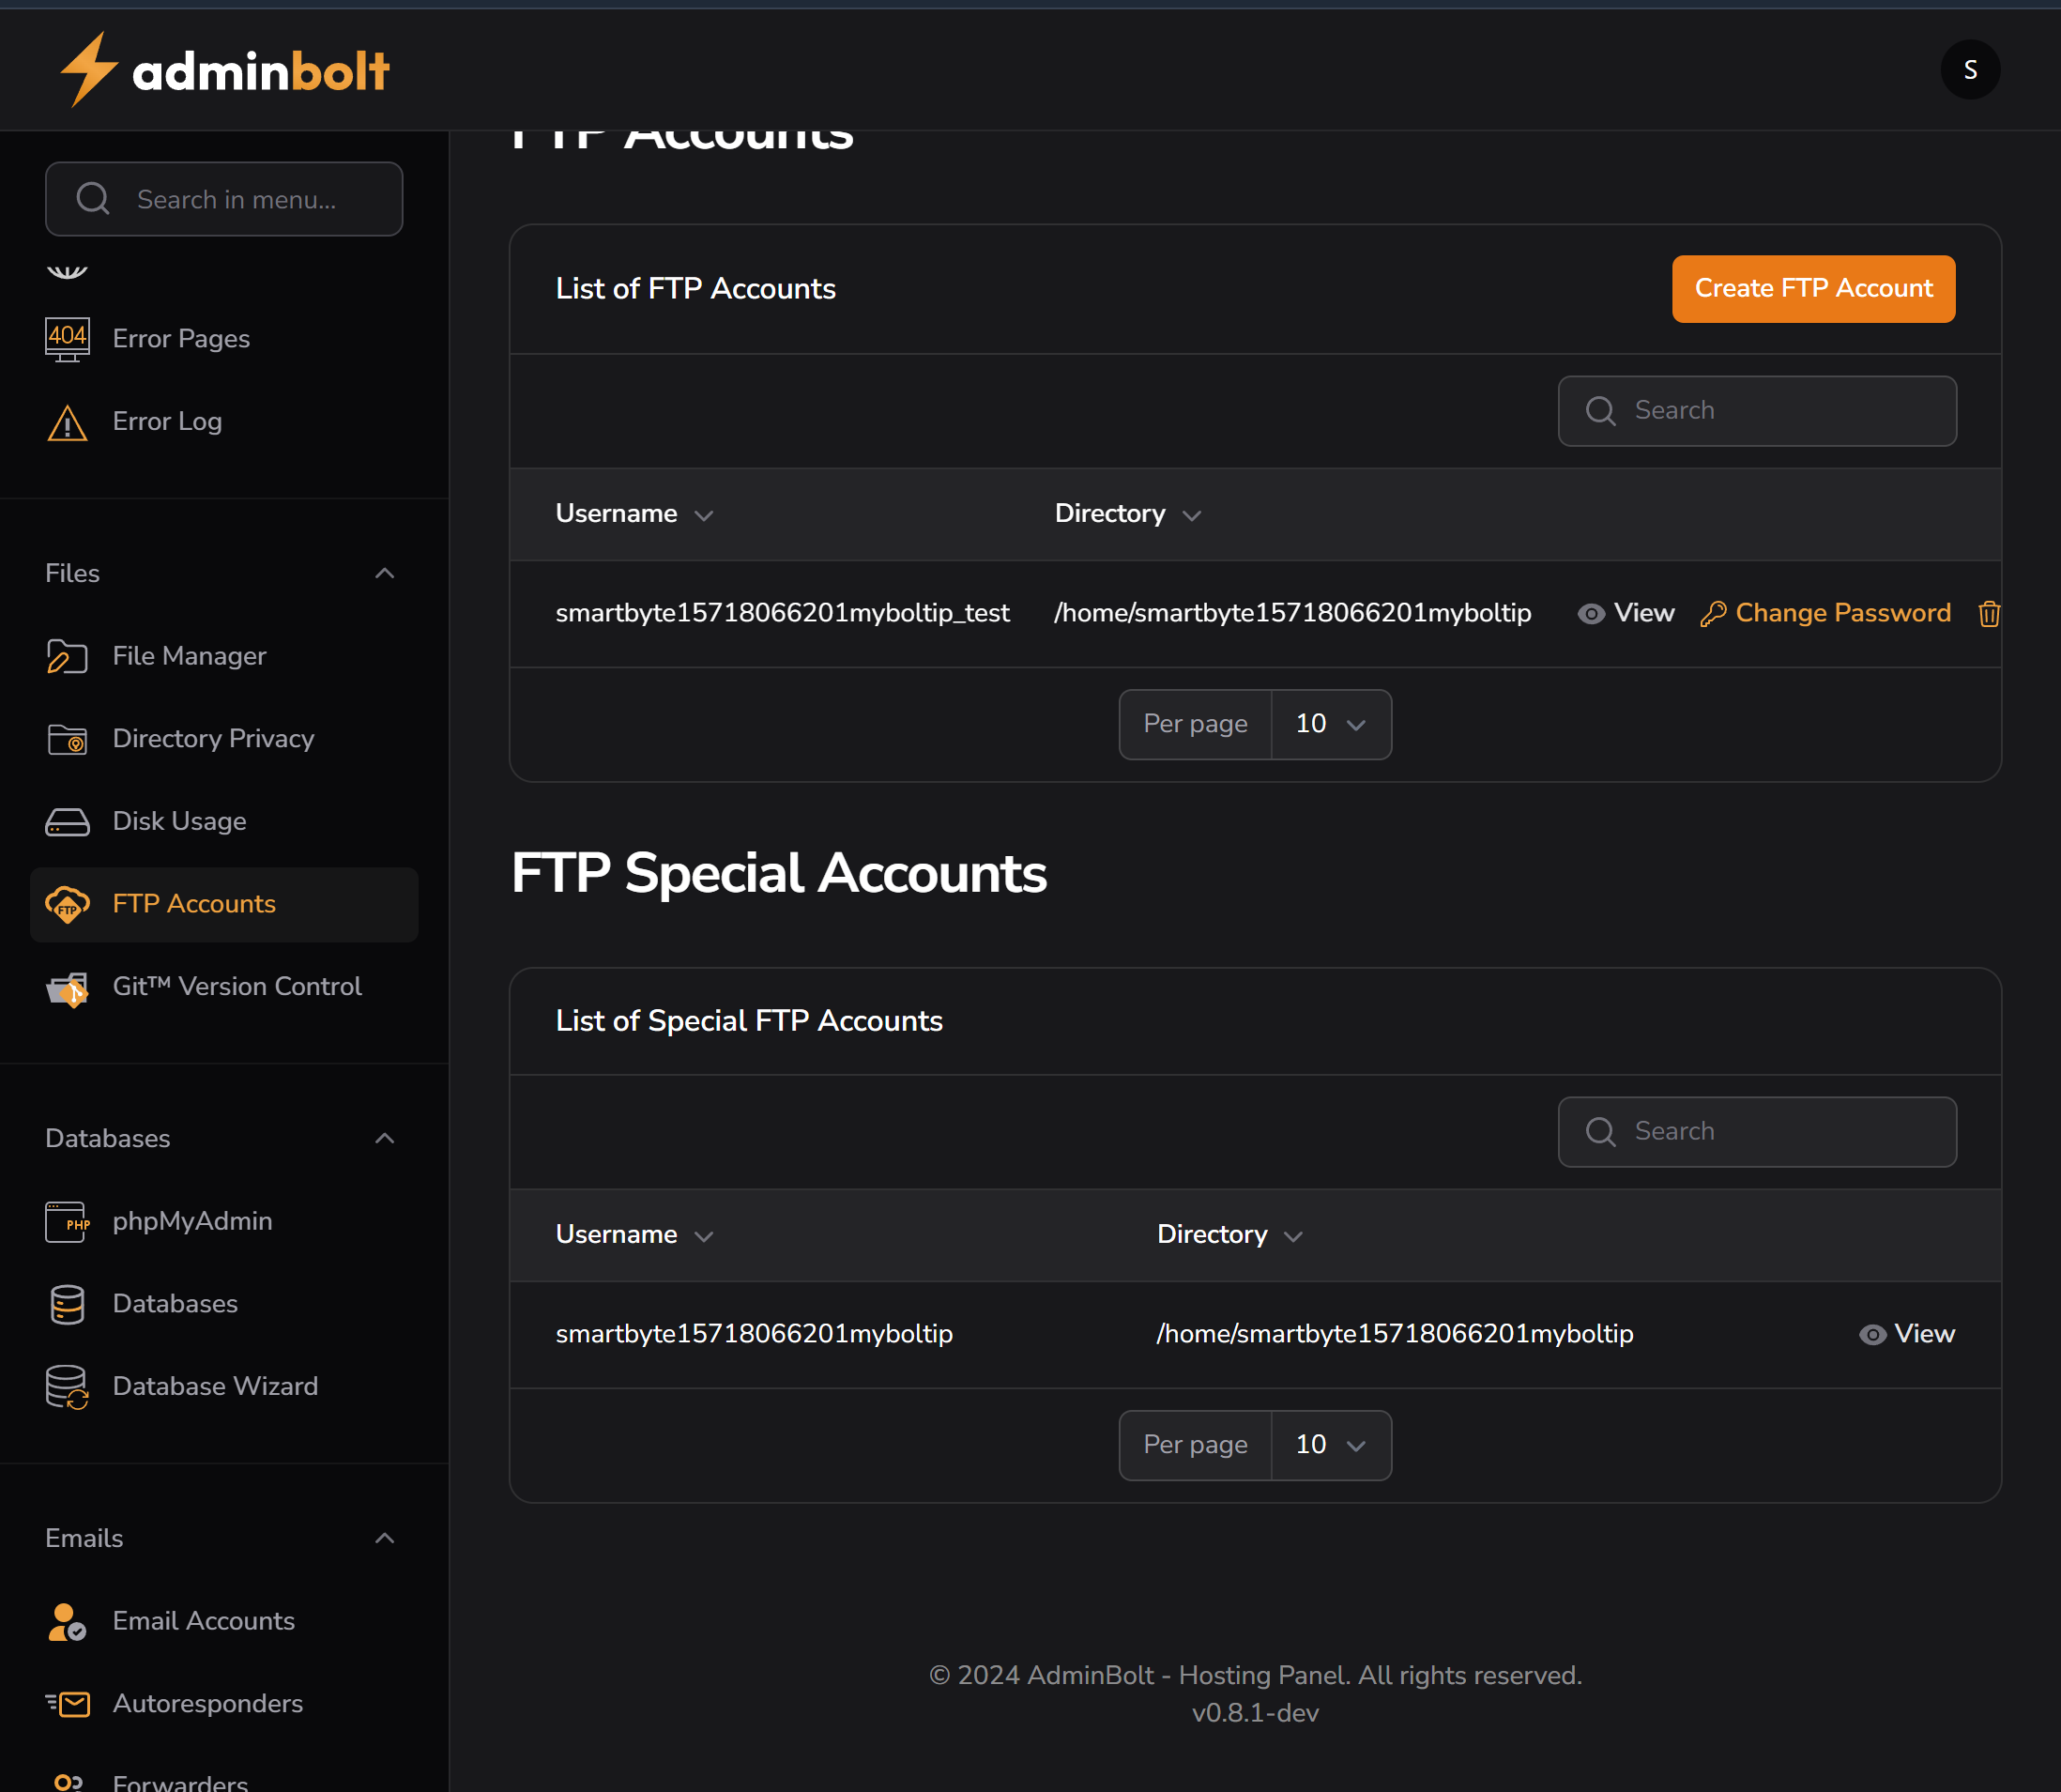 adminbolt
S
Search in menu...
404
Error Pages
Error Log
Files
File Manager
Directory Privacy
Disk Usage
FTP
FTP Accounts
Git™ Version Control
Databases
PHP
phpMyAdmin
Databases
Database Wizard
Emails
Email Accounts
Autoresponders
Forwarders
FTP Accounts
List of FTP Accounts
Create FTP Account
Search
Username Directory
smartbyte15718066201myboltip_test /home/smartbyte15718066201myboltip View Change Password
Per page 10
FTP Special Accounts
List of Special FTP Accounts
Search
Username Directory
smartbyte15718066201myboltip /home/smartbyte15718066201myboltip View
Per page 10
© 2024 AdminBolt - Hosting Panel. All rights reserved.
v0.8.1-dev